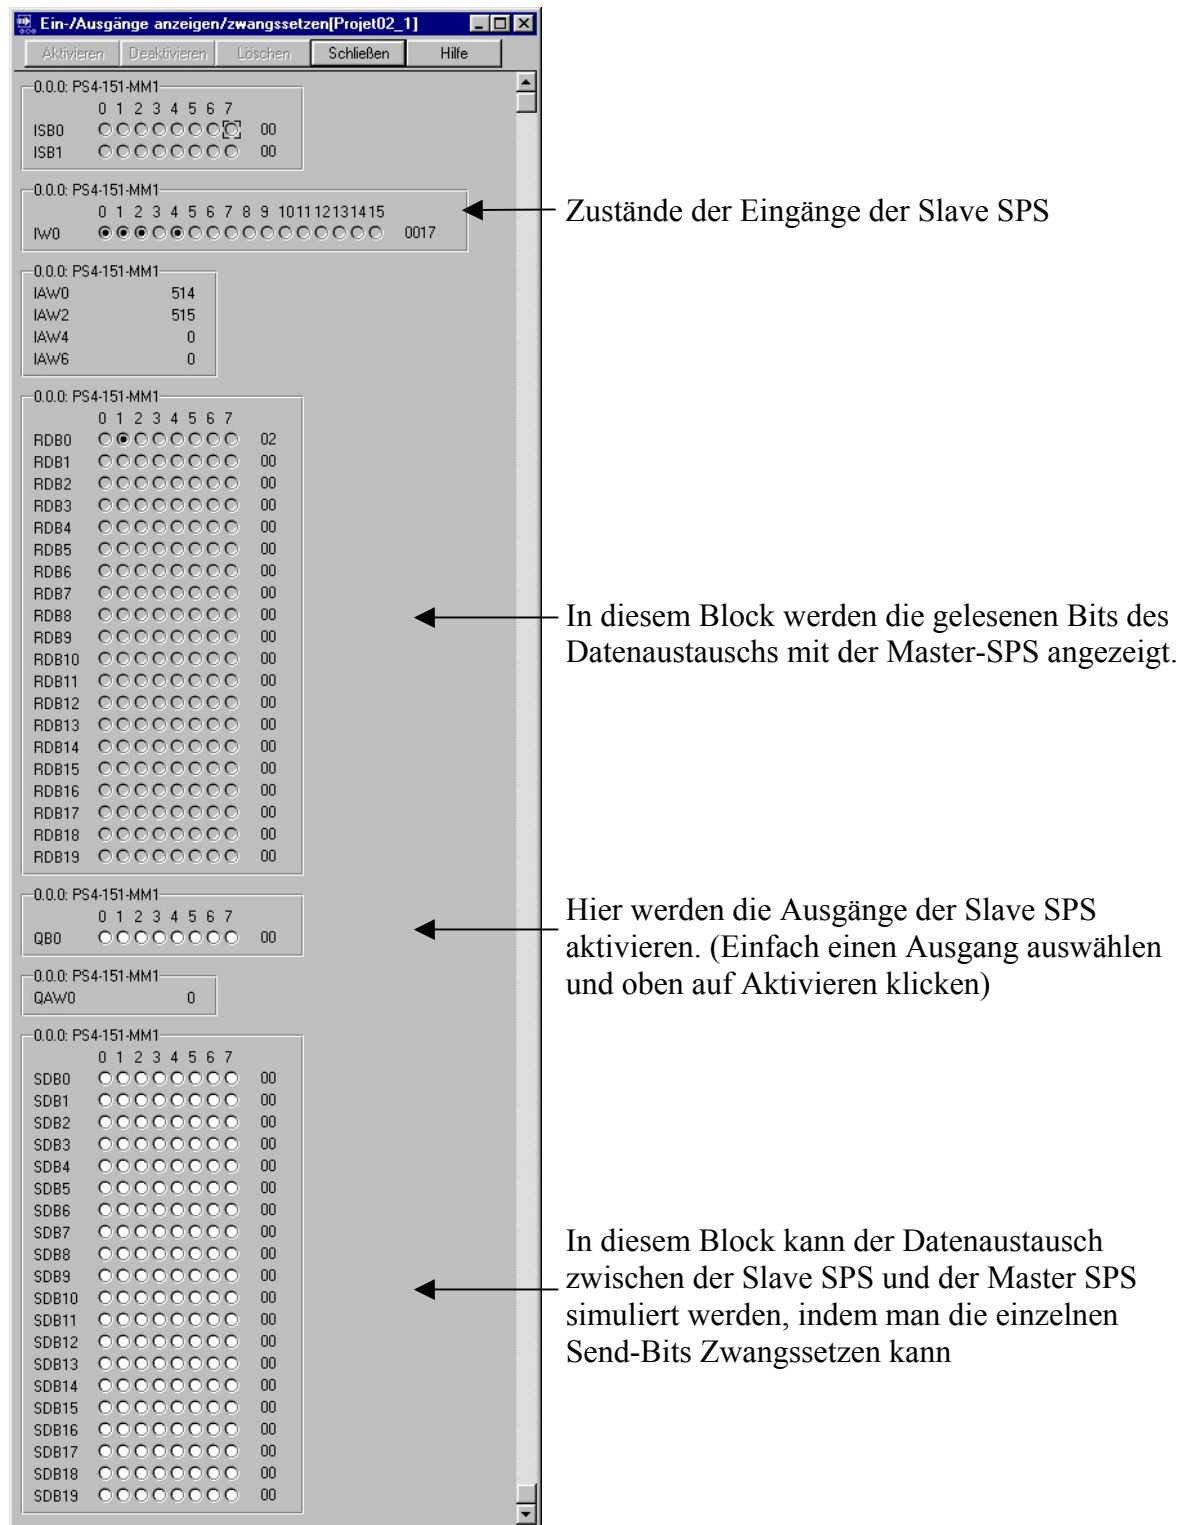 Ein-/Ausgänge anzeigen/zwangssetzen[Projet02_1]
Aktivieren Deaktivieren Löschen Schließen Hilfe
0.0.0: PS4-151-MM1
0 1 2 3 4 5 6 7
ISB0 00
ISB1 00
0.0.0: PS4-151-MM1
0 1 2 3 4 5 6 7 8 9 10 11 12 13 14 15
IW0 0017
Zustände der Eingänge der Slave SPS
0.0.0: PS4-151-MM1
IAW0 514
IAW2 515
IAW4 0
IAW6 0
0.0.0: PS4-151-MM1
0 1 2 3 4 5 6 7
RDB0 02
RDB1 00
RDB2 00
RDB3 00
RDB4 00
RDB5 00
RDB6 00
RDB7 00
RDB8 00
RDB9 00
RDB10 00
RDB11 00
RDB12 00
RDB13 00
RDB14 00
RDB15 00
RDB16 00
RDB17 00
RDB18 00
RDB19 00
In diesem Block werden die gelesenen Bits des
Datenaustauschs mit der Master-SPS angezeigt.
0.0.0: PS4-151-MM1
0 1 2 3 4 5 6 7
QB0 00
Hier werden die Ausgänge der Slave SPS
aktivieren. (Einfach einen Ausgang auswählen
und oben auf Aktivieren klicken)
0.0.0: PS4-151-MM1
QAW0 0
0.0.0: PS4-151-MM1
0 1 2 3 4 5 6 7
SDB0 00
SDB1 00
SDB2 00
SDB3 00
SDB4 00
SDB5 00
SDB6 00
SDB7 00
SDB8 00
SDB9 00
SDB10 00
SDB11 00
SDB12 00
SDB13 00
SDB14 00
SDB15 00
SDB16 00
SDB17 00
SDB18 00
SDB19 00
In diesem Block kann der Datenaustausch
zwischen der Slave SPS und der Master SPS
simuliert werden, indem man die einzelnen
Send-Bits Zwangssetzen kann